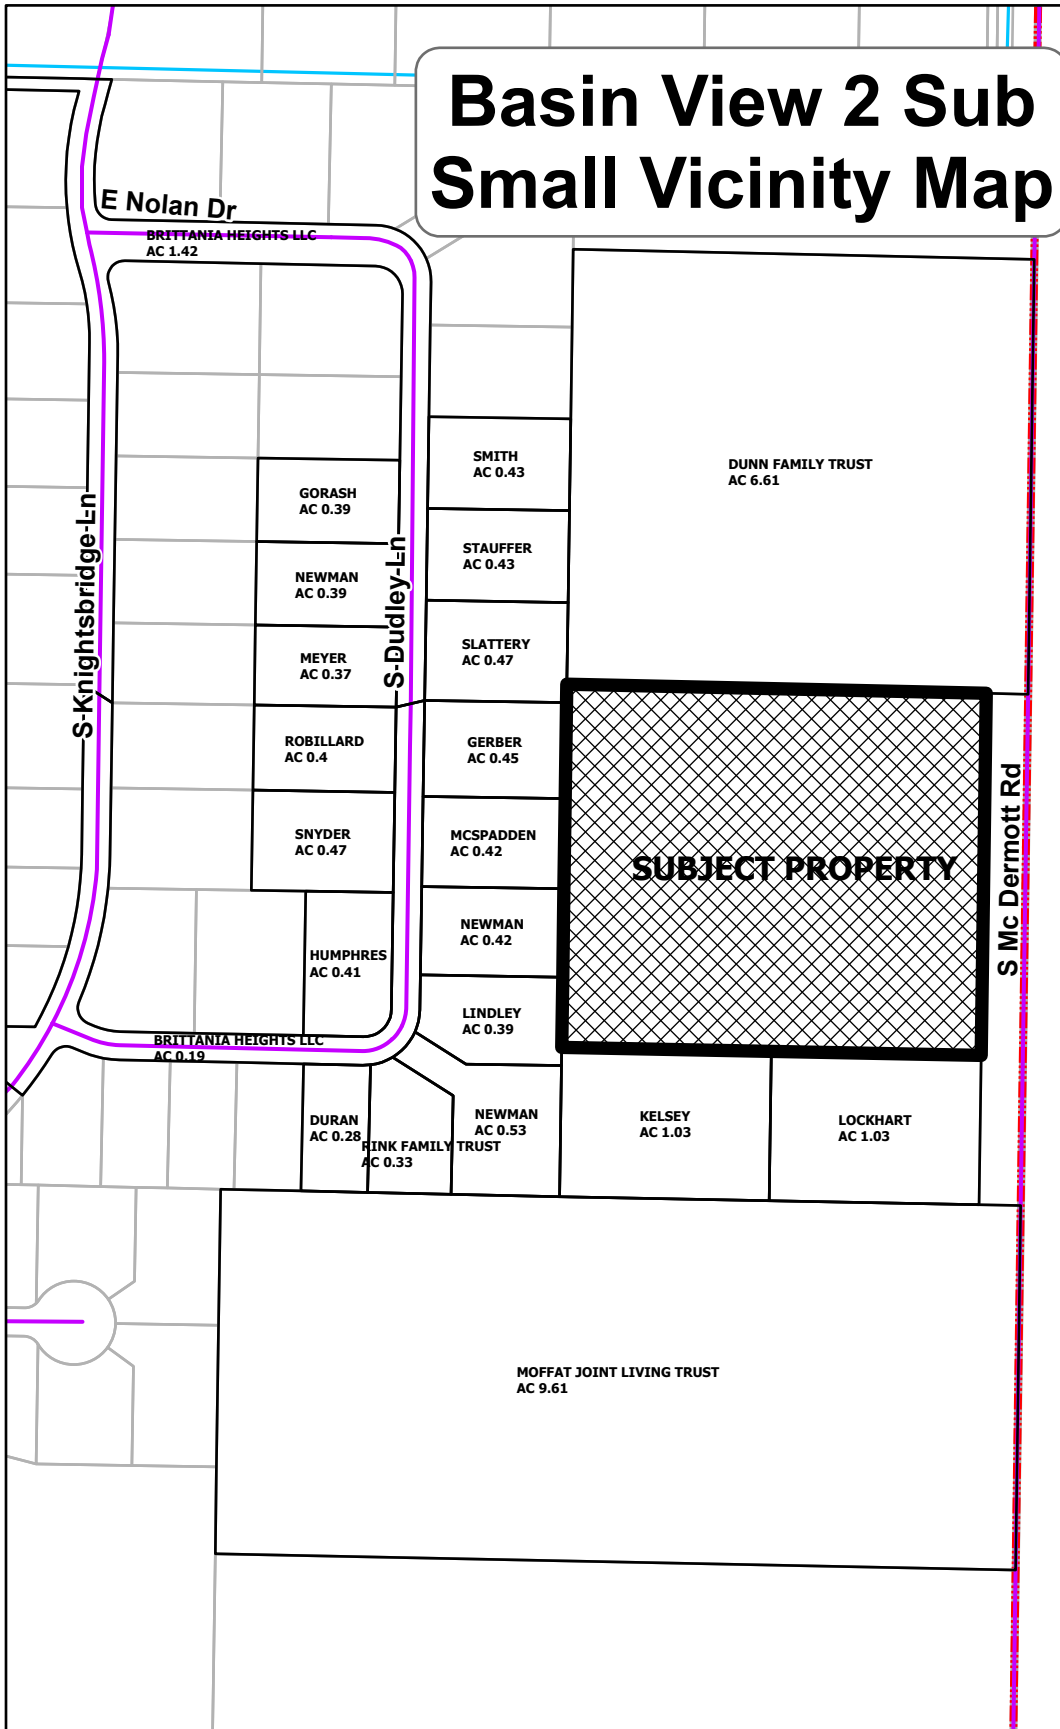 Basin View 2 Sub
Small Vicinity Map
E Nolan Dr
BRITTANIA HEIGHTS LLC
AC 1.42
SMITH
AC 0.43
DUNN FAMILY TRUST
AC 6.61
GORASH
AC 0.39
STAUFFER
AC 0.43
NEWMAN
AC 0.39
S Knightsbridge Ln
S Dudley Ln
SLATTERY
AC 0.47
MEYER
AC 0.37
ROBILLARD
AC 0.4
GERBER
AC 0.45
SNYDER
AC 0.47
MCSPADDEN
AC 0.42
SUBJECT PROPERTY
S Mc Dermott Rd
NEWMAN
AC 0.42
HUMPHRES
AC 0.41
LINDLEY
AC 0.39
BRITTANIA HEIGHTS LLC
AC 0.19
DURAN
AC 0.28
RINK FAMILY TRUST
AC 0.33
NEWMAN
AC 0.53
KELSEY
AC 1.03
LOCKHART
AC 1.03
MOFFAT JOINT LIVING TRUST
AC 9.61